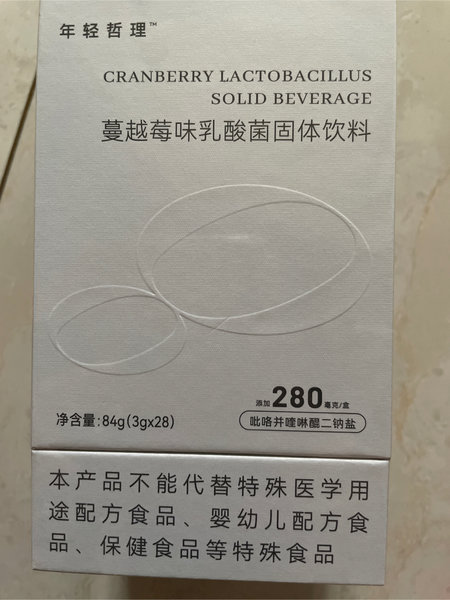 年轻哲理™
CRANBERRY LACTOBACILLUS
SOLID BEVERAGE
蔓越莓味乳酸菌固体饮料
添加280毫克/盒
净含量:84g(3gx28)
吡咯并喹啉醌二钠盐
本产品不能代替特殊医学用
途配方食品、婴幼儿配方食
品、保健食品等特殊食品